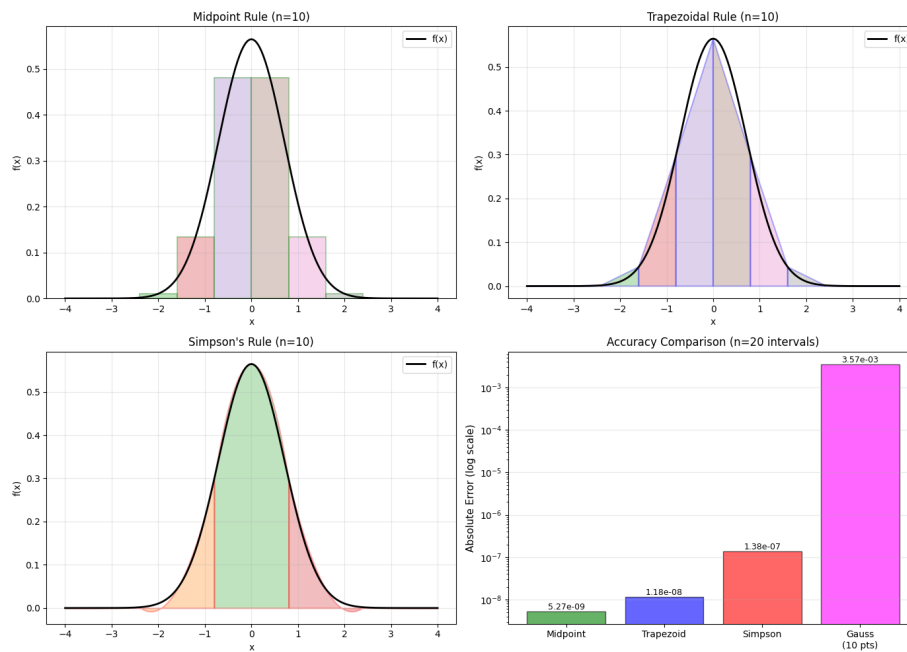 Midpoint Rule (n=10)
f(x)
f(x)
0.5
0.4
0.3
0.2
0.1
0.0
−4 −3 −2 −1 0 1 2 3 4
x
Trapezoidal Rule (n=10)
f(x
f(x)
0.5
0.4
0.3
0.2
0.1
0.0
−4 −3 −2 −1 0 1 2 3 4
x
Simpson's Rule (n=10)
f(x)
f(x)
0.5
0.4
0.3
0.2
0.1
0.0
−4 −3 −2 −1 0 1 2 3 4
x
Accuracy Comparison (n=20 intervals)
Absolute Error (log scale)
10⁻³
10⁻⁴
10⁻⁵
10⁻⁶
10⁻⁷
10⁻⁸
5.27e-09
1.18e-08
1.38e-07
3.57e-03
Midpoint Trapezoid Simpson Gauss
(10 pts)